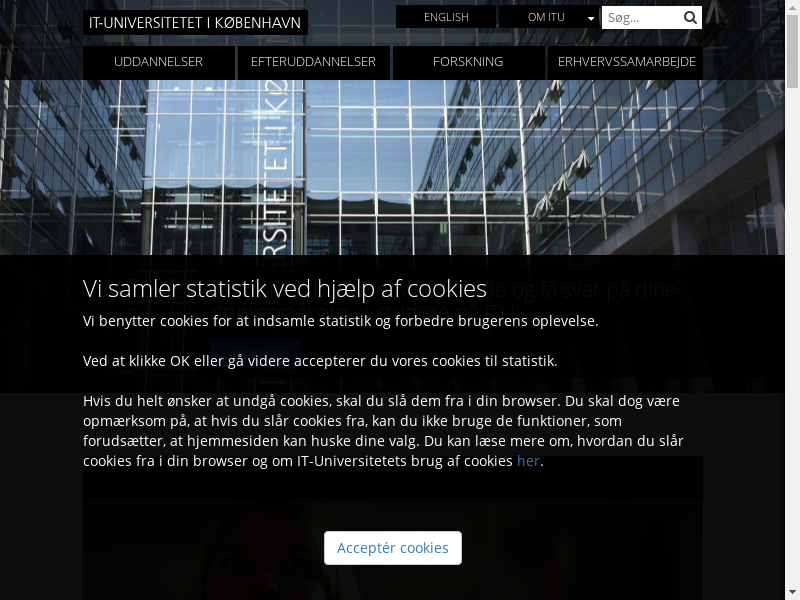 IT-UNIVERSITETET I KØBENHAVN
ENGLISH
OM ITU
Søg...
UDDANNELSER
EFTERUDDANNELSER
FORSKNING
ERHVERVSSAMARBEJDE
Vi samler statistik ved hjælp af cookies
Vi benytter cookies for at indsamle statistik og forbedre brugerens oplevelse.
Ved at klikke OK eller gå videre accepterer du vores cookies til statistik.
Hvis du helt ønsker at undgå cookies, skal du slå dem fra i din browser. Du skal dog være
opmærksom på, at hvis du slår cookies fra, kan du ikke bruge de funktioner, som
forudsætter, at hjemmesiden kan huske dine valg. Du kan læse mere om, hvordan du slår
cookies fra i din browser og om IT-Universitetets brug af cookies her.
Acceptér cookies